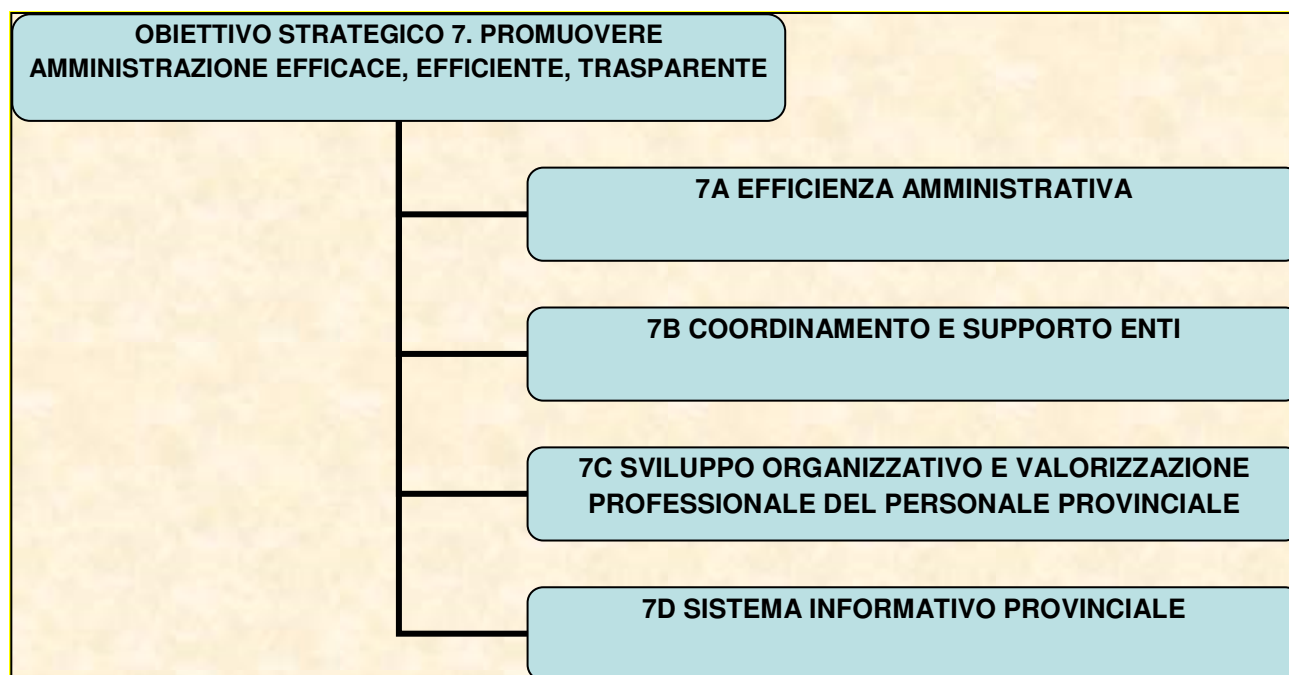 OBIETTIVO STRATEGICO 7. PROMUOVERE
AMMINISTRAZIONE EFFICACE, EFFICIENTE, TRASPARENTE
7A EFFICIENZA AMMINISTRATIVA
7B COORDINAMENTO E SUPPORTO ENTI
7C SVILUPPO ORGANIZZATIVO E VALORIZZAZIONE
PROFESSIONALE DEL PERSONALE PROVINCIALE
7D SISTEMA INFORMATIVO PROVINCIALE